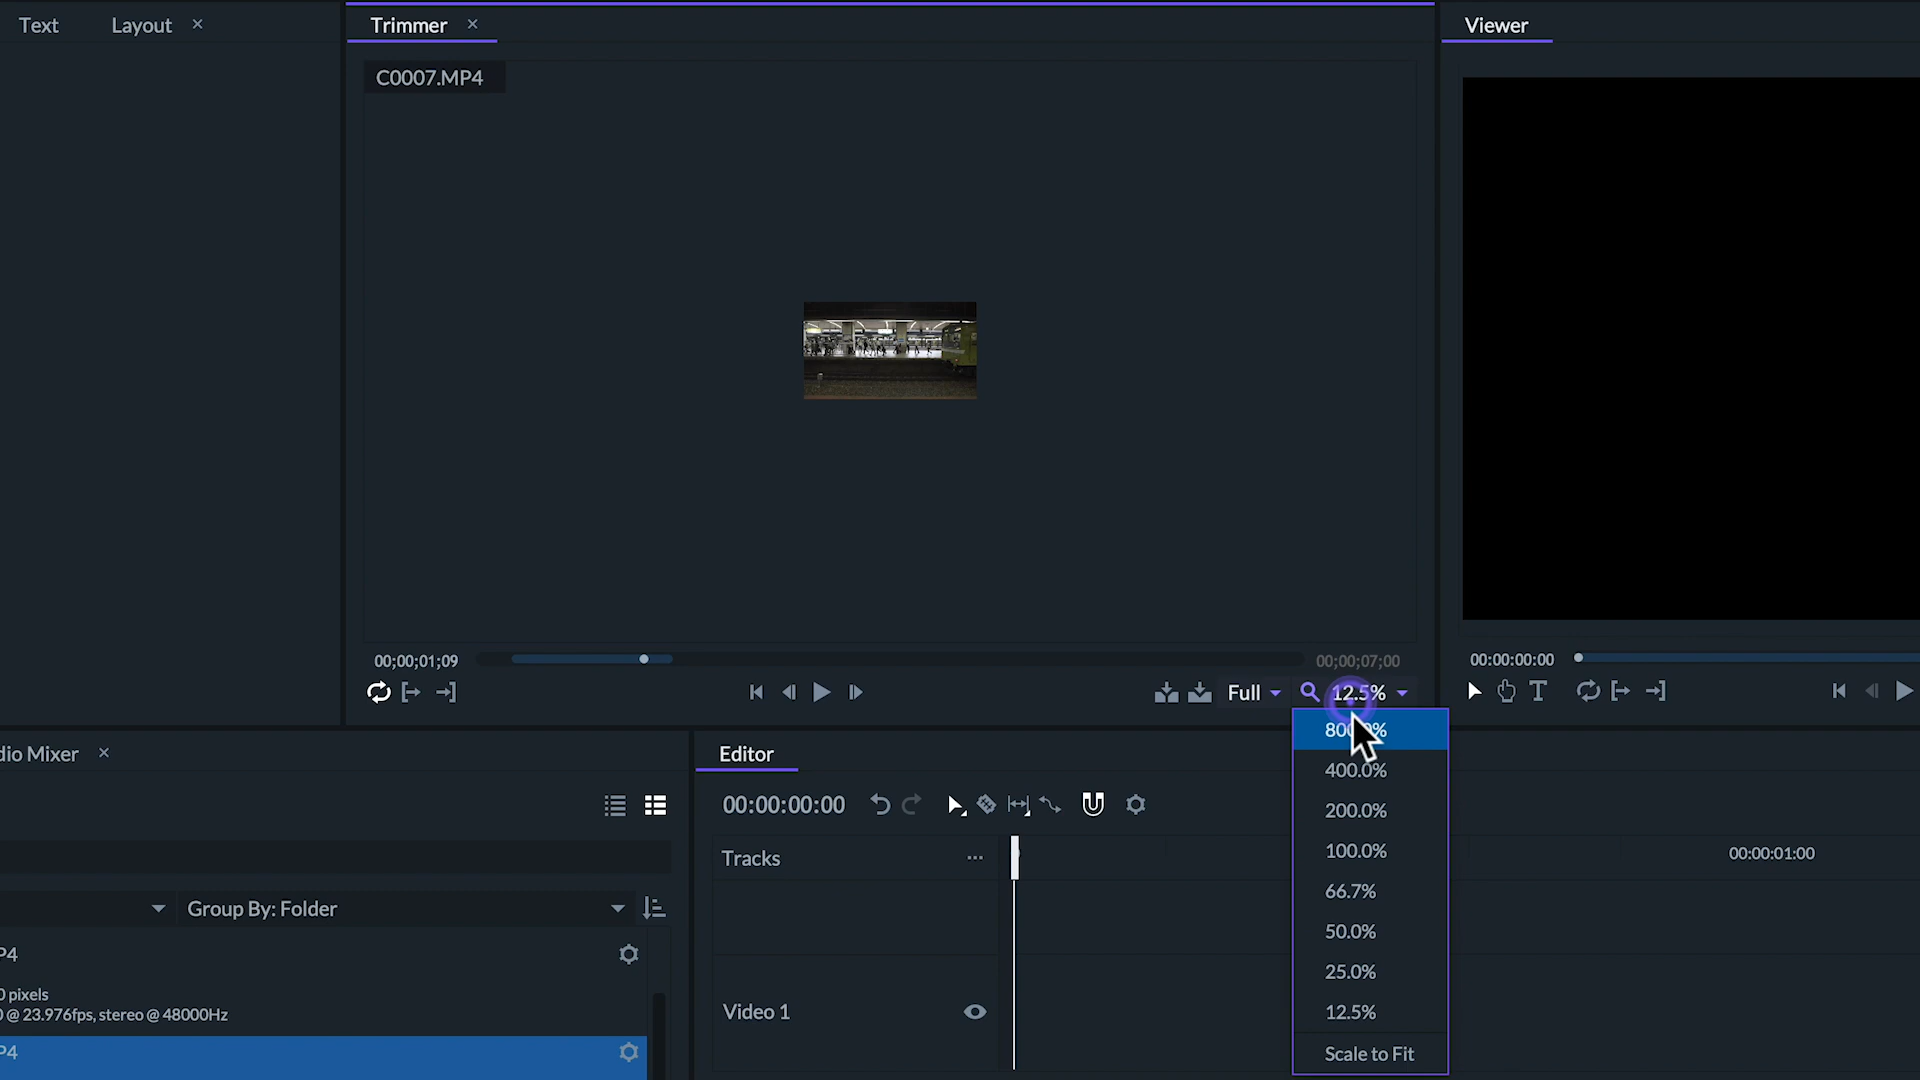 Text
Layout
Trimmer
Viewer
C0007.MP4
00;00;01;09
00;00;07;00
00:00:00:00
Full
12.5%
400.0%
200.0%
100.0%
66.7%
50.0%
25.0%
12.5%
Scale to Fit
dio Mixer
Editor
00:00:00:00
Tracks
00:00:01:00
Group By: Folder
P4
0 pixels
@ 23.976fps, stereo @ 48000Hz
Video 1
P4